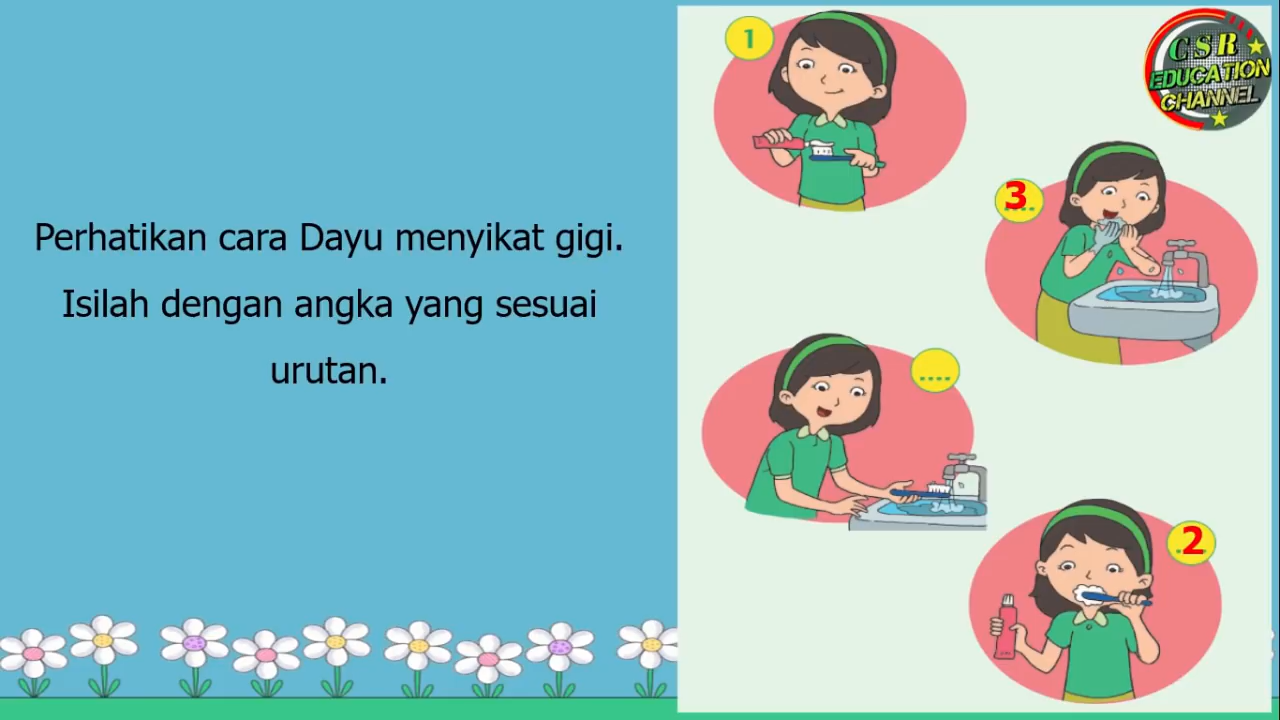 Perhatikan cara Dayu menyikat gigi.
Isilah dengan angka yang sesuai
urutan.
1
CSR
EDUCATION
CHANNEL
3
....
2